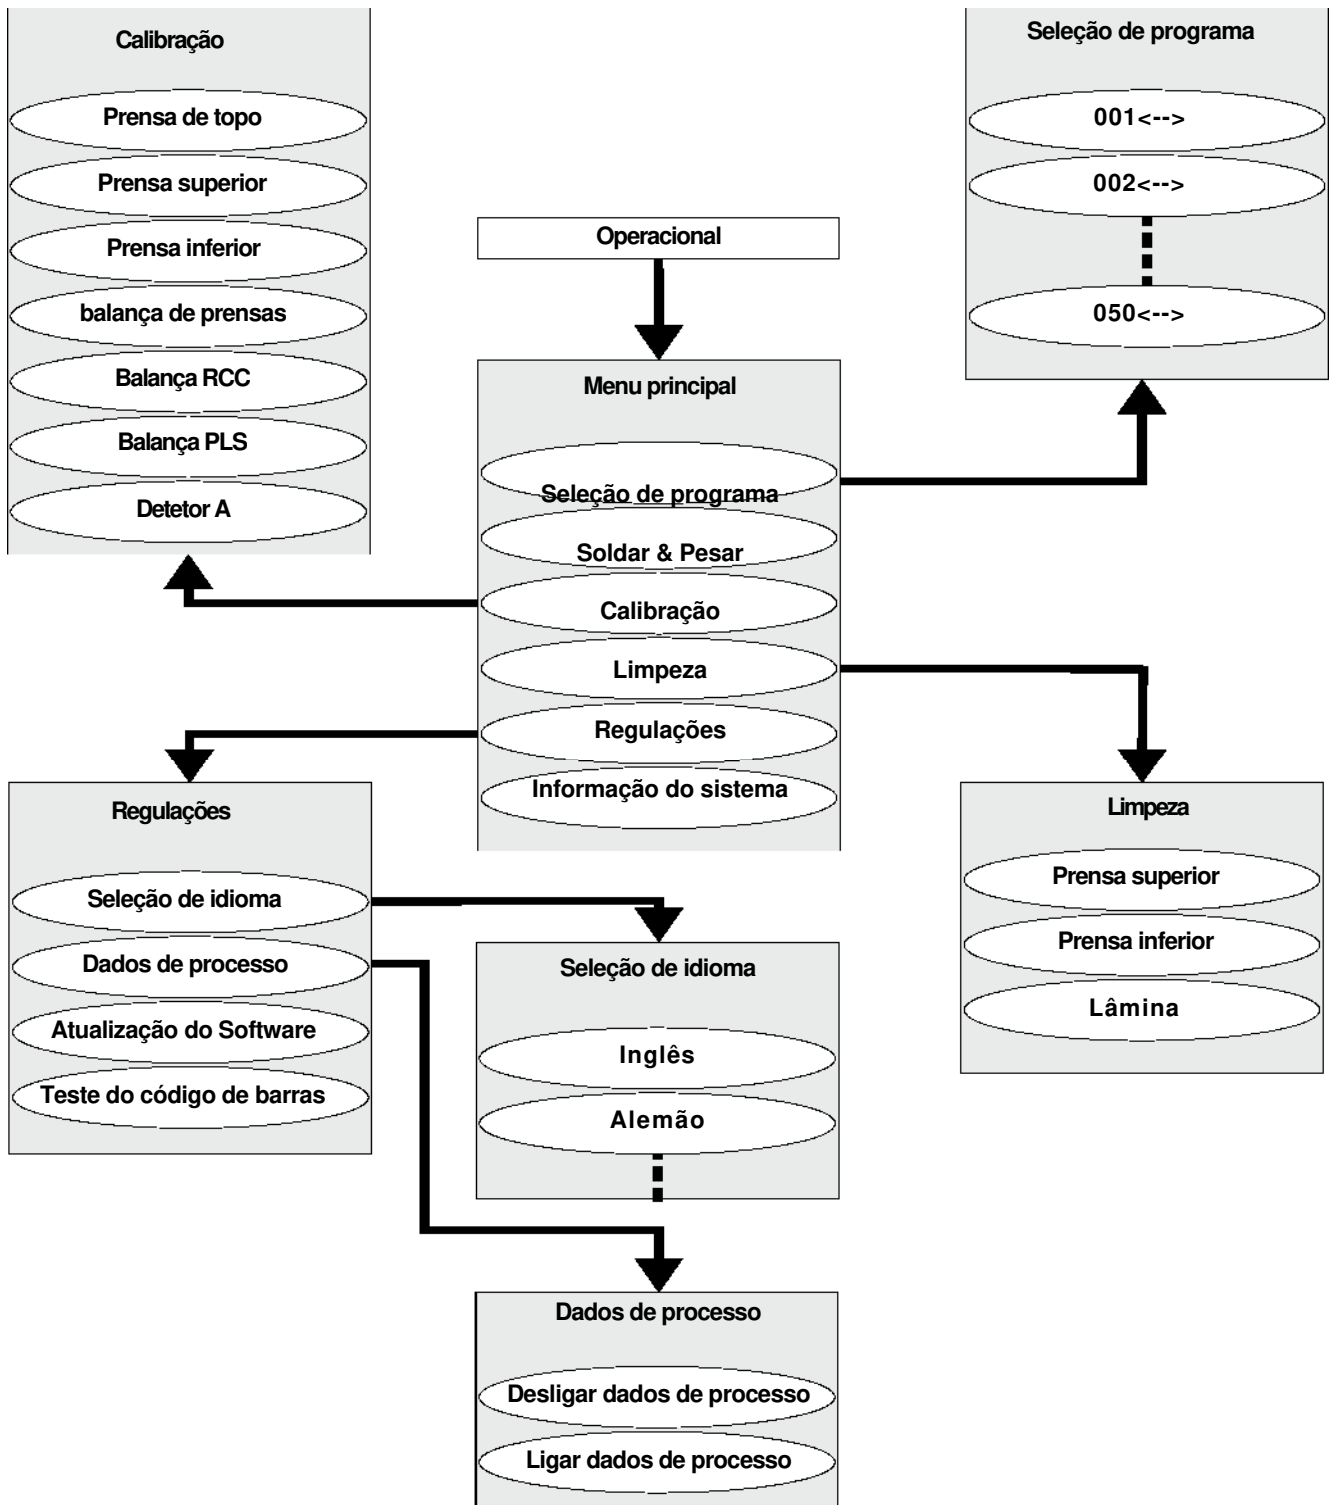 Calibração
Prensa de topo
Prensa superior
Prensa inferior
balança de prensas
Balança RCC
Balança PLS
Detetor A
Seleção de programa
001<-->
002<-->
050<-->
Operacional
Menu principal
Seleção de programa
Soldar & Pesar
Calibração
Limpeza
Regulações
Informação do sistema
Regulações
Seleção de idioma
Dados de processo
Atualização do Software
Teste do código de barras
Seleção de idioma
Inglês
Alemão
Limpeza
Prensa superior
Prensa inferior
Lâmina
Dados de processo
Desligar dados de processo
Ligar dados de processo